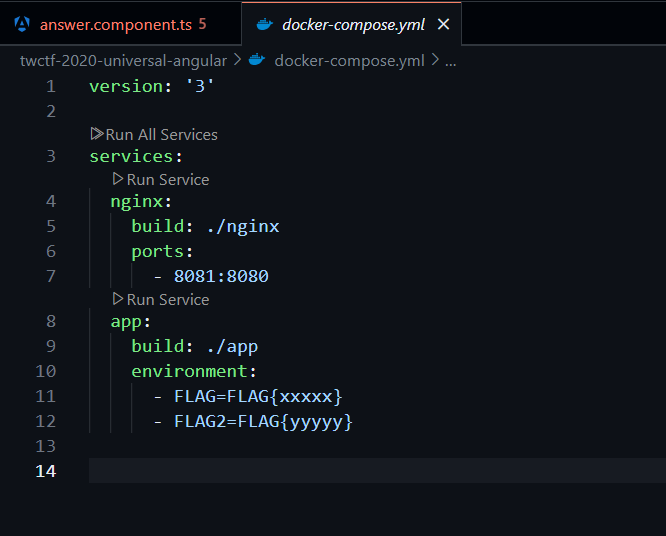 answer.component.ts 5 docker-compose.yml
twctf-2020-universal-angular > docker-compose.yml > ...
1 version: '3'
2
Run All Services
3 services:
Run Service
4 nginx:
5 build: ./nginx
6 ports:
7 - 8081:8080
Run Service
8 app:
9 build: ./app
10 environment:
11 - FLAG=FLAG{xxxxx}
12 - FLAG2=FLAG{yyyyy}
13
14